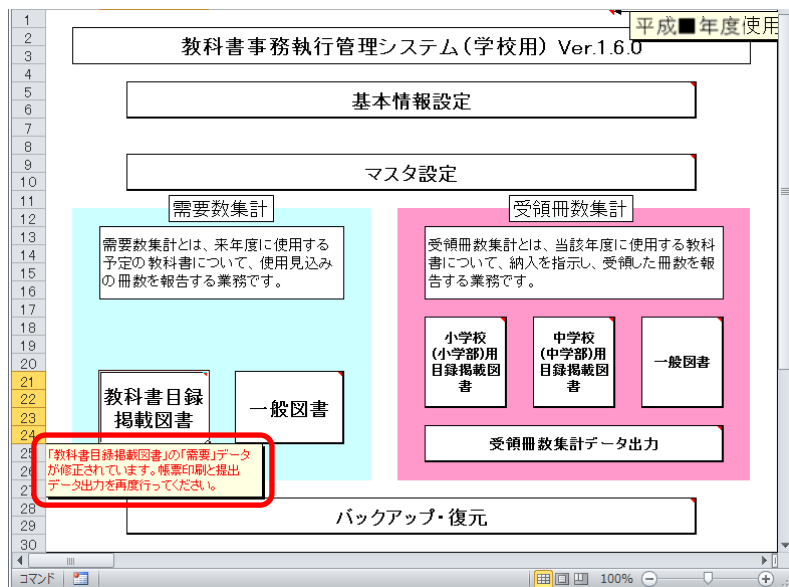 平成■年度使用
教科書事務執行管理システム(学校用) Ver.1.6.0
基本情報設定
マスタ設定
需要数集計
需要数集計とは、来年度に使用する
予定の教科書について、使用見込み
の冊数を報告する業務です。
教科書目録
掲載図書
一般図書
「教科書目録掲載図書」の「需要」データ
が修正されています。帳票印刷と提出
データ出力を再度行ってください。
受領冊数集計
受領冊数集計とは、当該年度に使用する教科
書について、納入を指示し、受領した冊数を報
告する業務です。
小学校
(小学部)用
目録掲載図
書
中学校
(中学部)用
目録掲載図
書
一般図書
受領冊数集計データ出力
バックアップ・復元
1
2
3
4
5
6
7
8
9
10
11
12
13
14
15
16
17
18
19
20
21
22
23
24
25
26
27
28
29
30
コマンド
100%